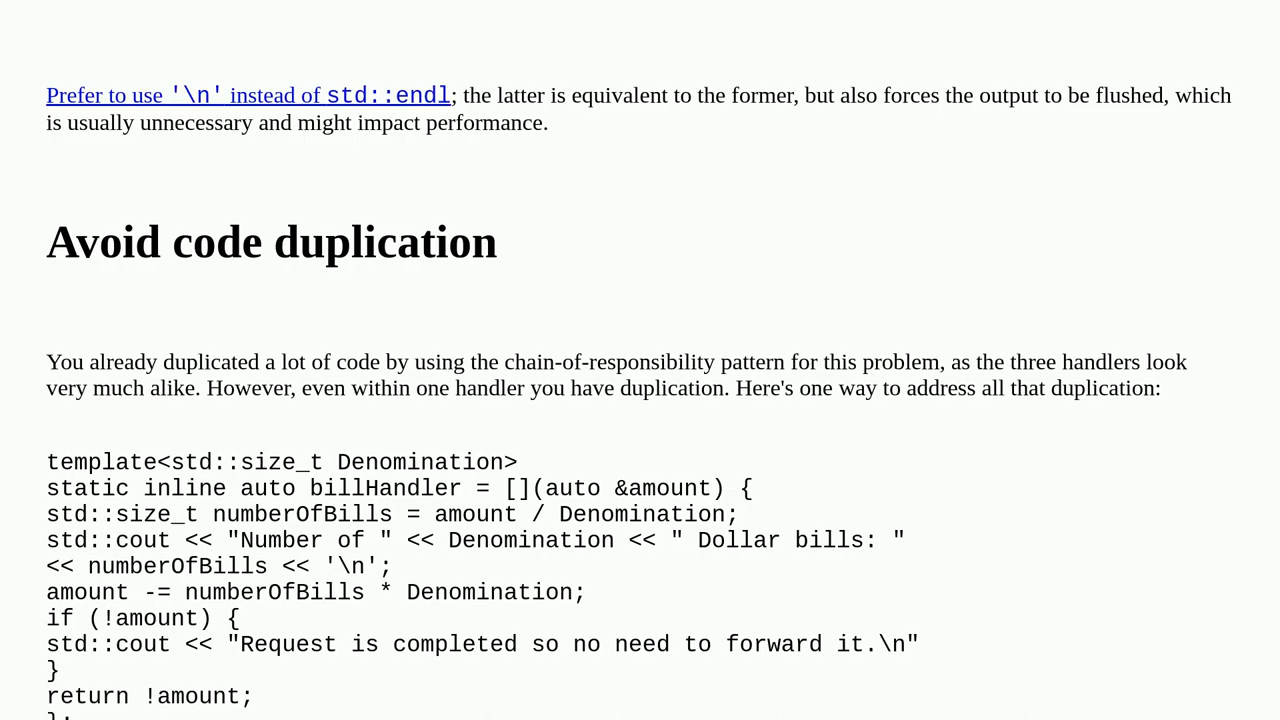 Prefer to use '\n' instead of std::endl; the latter is equivalent to the former, but also forces the output to be flushed, which
is usually unnecessary and might impact performance.
Avoid code duplication
You already duplicated a lot of code by using the chain-of-responsibility pattern for this problem, as the three handlers look
very much alike. However, even within one handler you have duplication. Here's one way to address all that duplication:
template<std::size_t Denomination>
static inline auto billHandler = [](auto &amount) {
std::size_t numberOfBills = amount / Denomination;
std::cout << "Number of " << Denomination << " Dollar bills: "
<< numberOfBills << '\n';
amount -= numberOfBills * Denomination;
if (!amount) {
std::cout << "Request is completed so no need to forward it.\n"
}
return !amount;
};